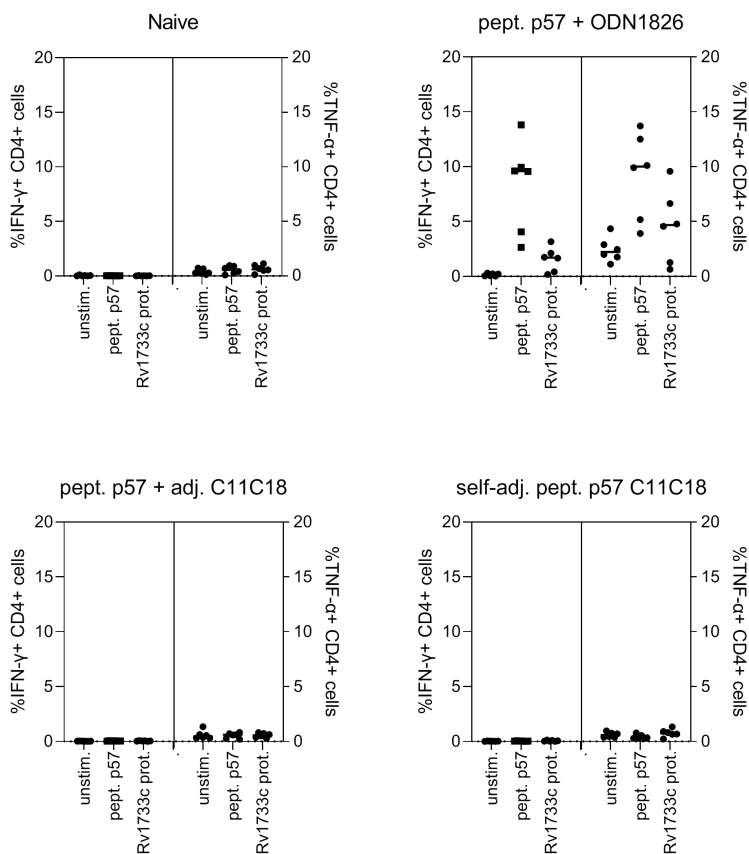 Naive
%IFN-γ+ CD4+ cells
20
15
10
5
0
20
15
10
5
0
%TNF-α+ CD4+ cells
unstim.
pept. p57
Rv1733c prot.
unstim.
pept. p57
Rv1733c prot.
pept. p57 + ODN1826
%IFN-γ+ CD4+ cells
20
15
10
5
0
20
15
10
5
0
%TNF-α+ CD4+ cells
unstim.
pept. p57
Rv1733c prot.
unstim.
pept. p57
Rv1733c prot.
pept. p57 + adj. C11C18
%IFN-γ+ CD4+ cells
20
15
10
5
0
20
15
10
5
0
%TNF-α+ CD4+ cells
unstim.
pept. p57
Rv1733c prot.
unstim.
pept. p57
Rv1733c prot.
self-adj. pept. p57 C11C18
%IFN-γ+ CD4+ cells
20
15
10
5
0
20
15
10
5
0
%TNF-α+ CD4+ cells
unstim.
pept. p57
Rv1733c prot.
unstim.
pept. p57
Rv1733c prot.